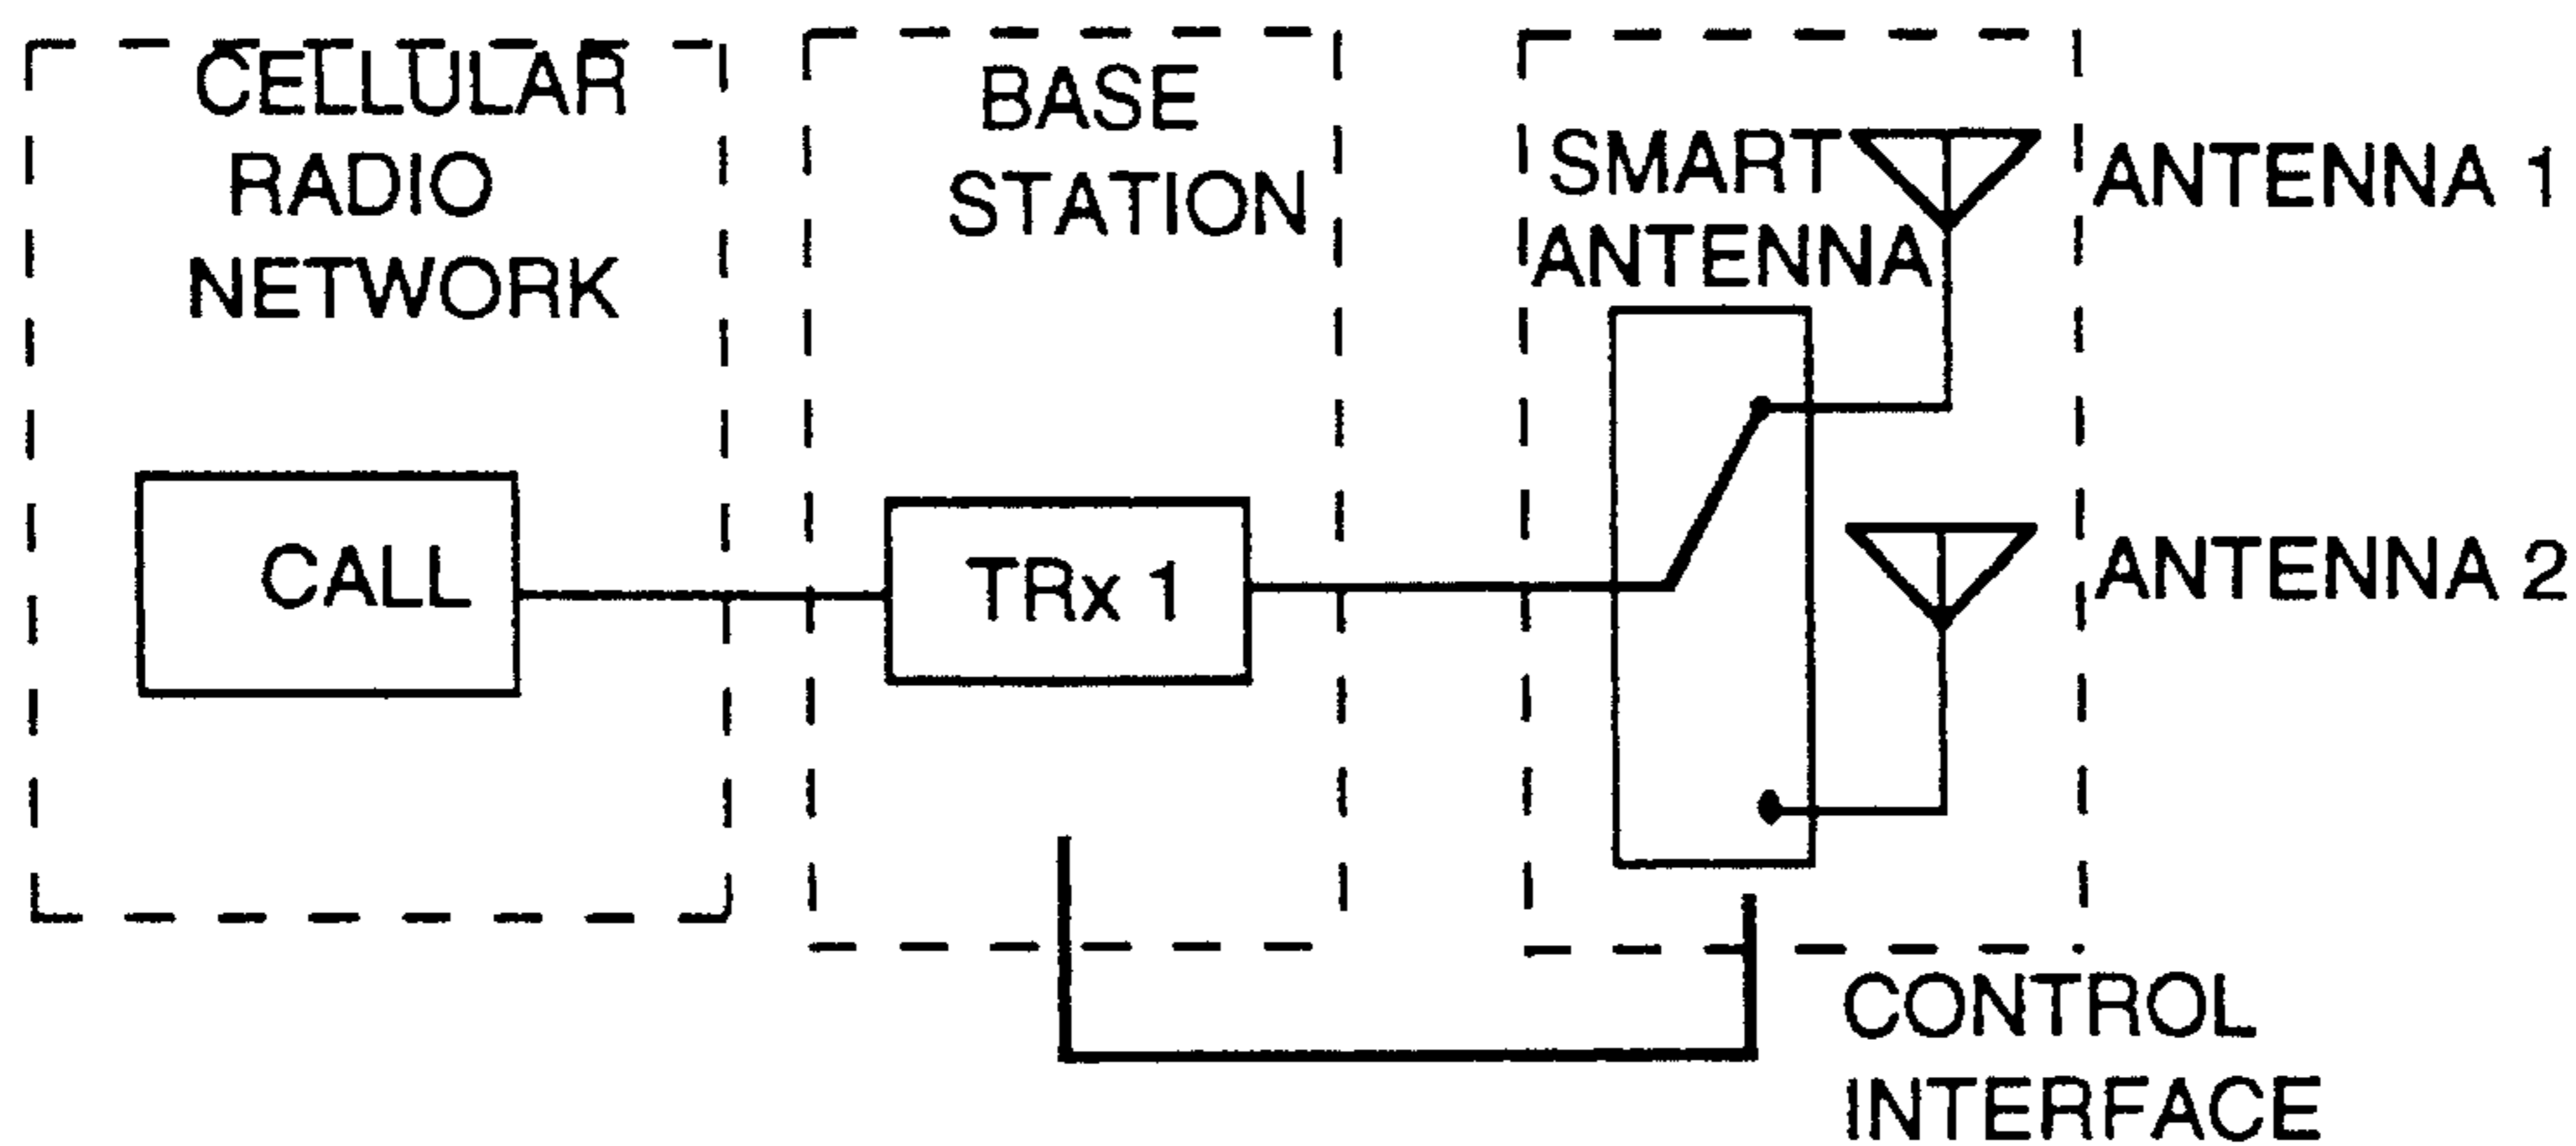 CELLULAR
RADIO
NETWORK
BASE
STATION
SMART
ANTENNA
ANTENNA 1
CALL
TRx 1
ANTENNA 2
CONTROL
INTERFACE